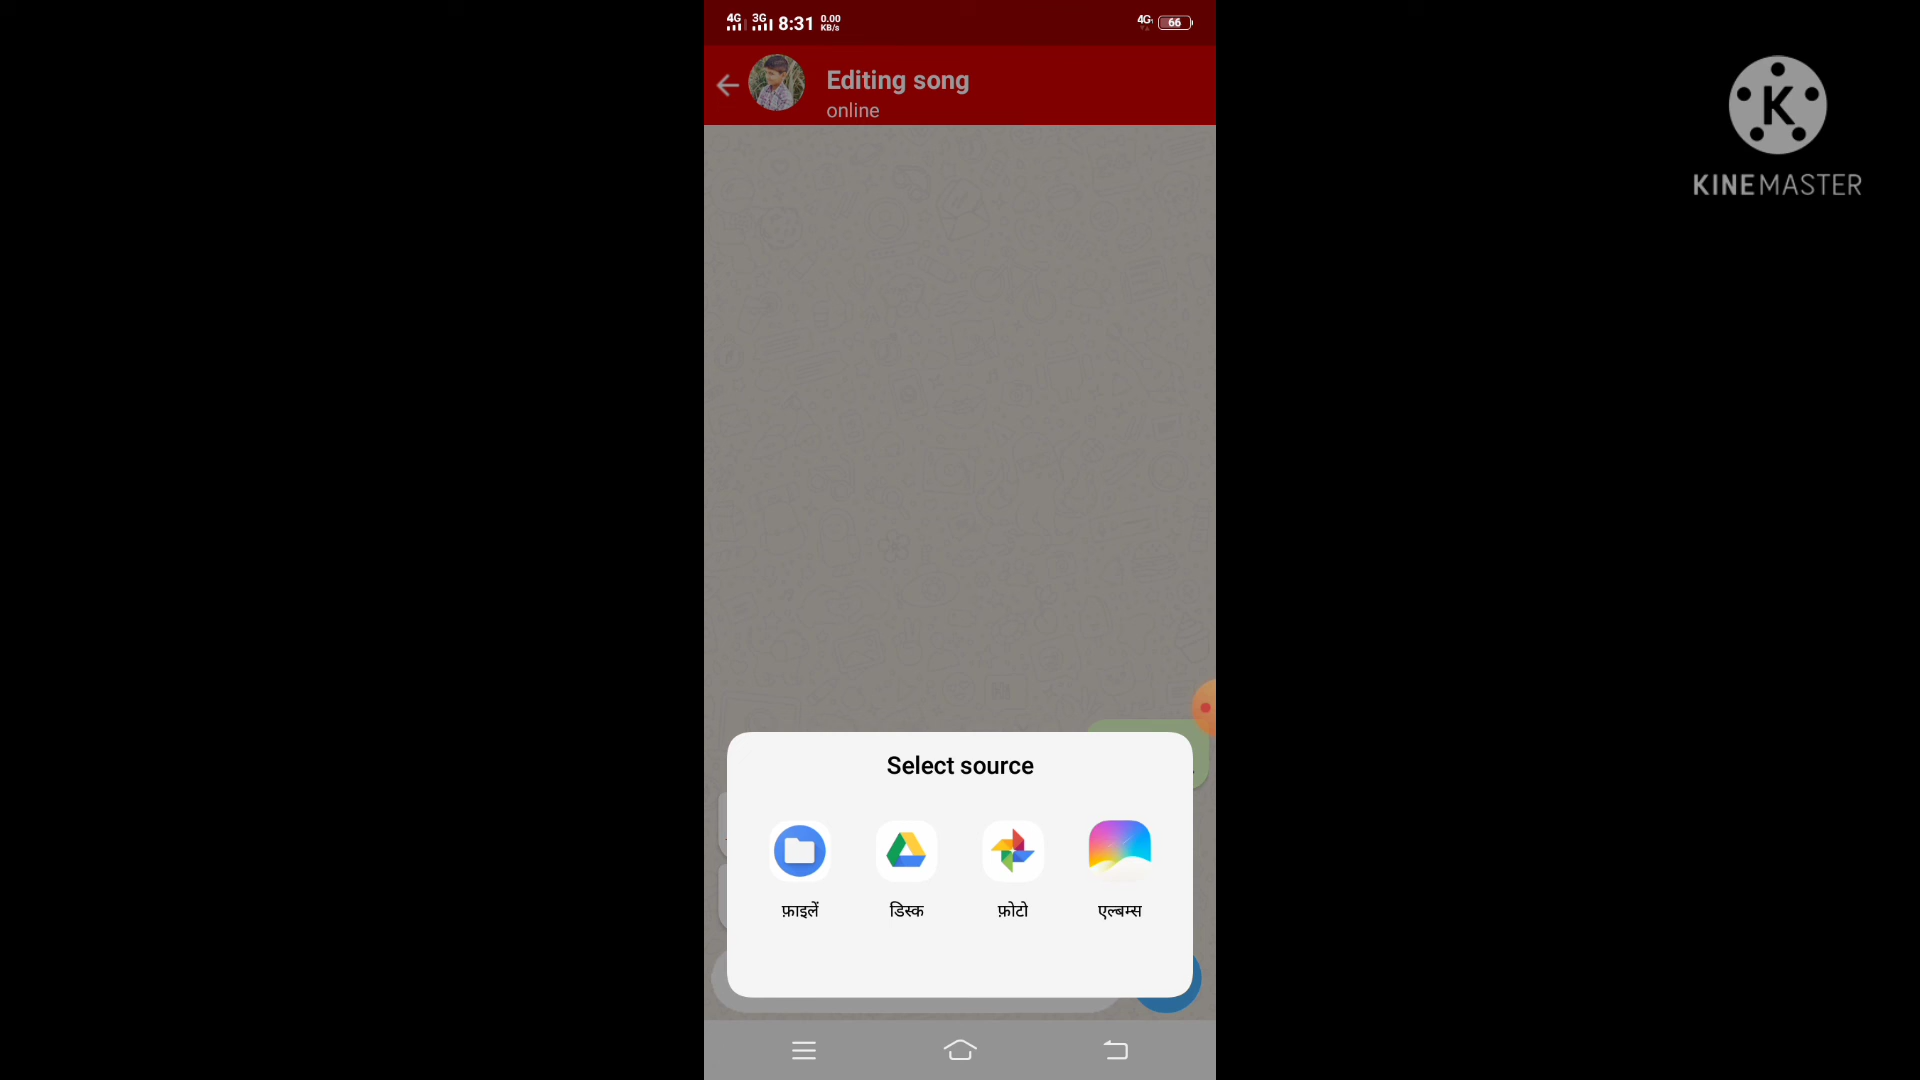 4G 3G 8:31 0.00 KB/s 4G 66
Editing song
online
K
KINEMASTER
Select source
फ़ाइलें डिस्क फ़ोटो एल्बम्स